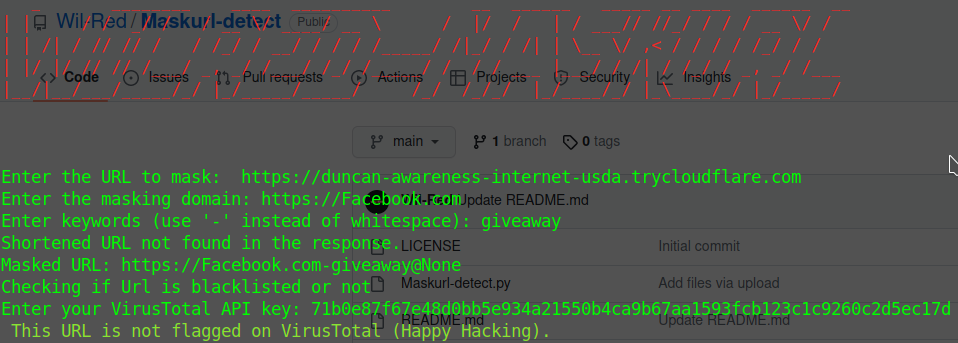 Wil-Red / Maskurl-detect Public
Code Issues Pull requests Actions Projects Security Insights
main 1 branch 0 tags
Enter the URL to mask: https://duncan-awareness-internet-usda.trycloudflare.com
Enter the masking domain: https://Facebook.com
Update README.md
Enter keywords (use '-' instead of whitespace): giveaway
Shortened URL not found in the response.
LICENSE Initial commit
Masked URL: https://Facebook.com-giveaway@None
Maskurl-detect.py Add files via upload
Checking if Url is blacklisted or not
Enter your VirusTotal API key: 71b0e87f67e48d0bb5e934a21550b4ca9b67aa1593fcb123c1c9260c2d5ec17d
README.md Update README.md
This URL is not flagged on VirusTotal (Happy Hacking).